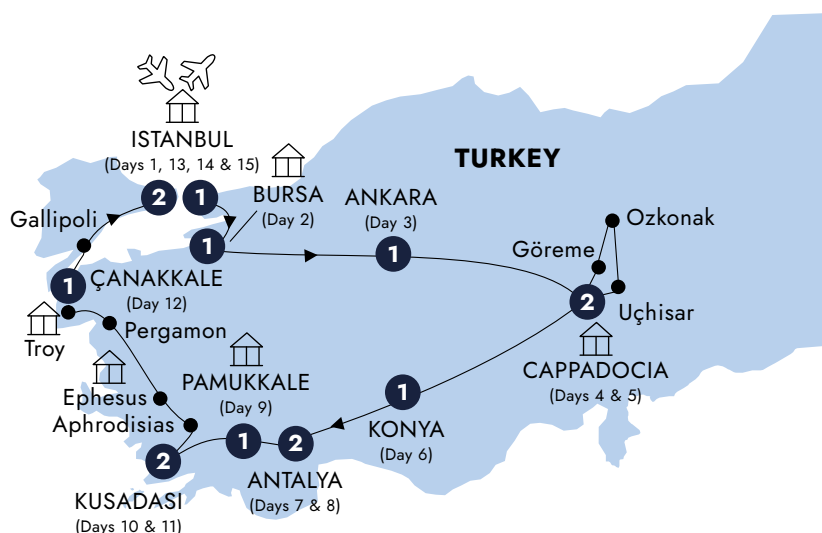 ISTANBUL
(Days 1, 13, 14 & 15)
2
1
BURSA
(Day 2)
1
TURKEY
ANKARA
(Day 3)
1
Ozkonak
Göreme
Uçhisar
2
CAPPADOCIA
(Days 4 & 5)
Gallipoli
1
ÇANAKKALE
(Day 12)
Troy
Pergamon
PAMUKKALE
(Day 9)
1
Ephesus
Aphrodisias
1
KONYA
(Day 6)
2
ANTALYA
(Days 7 & 8)
2
KUSADASI
(Days 10 & 11)